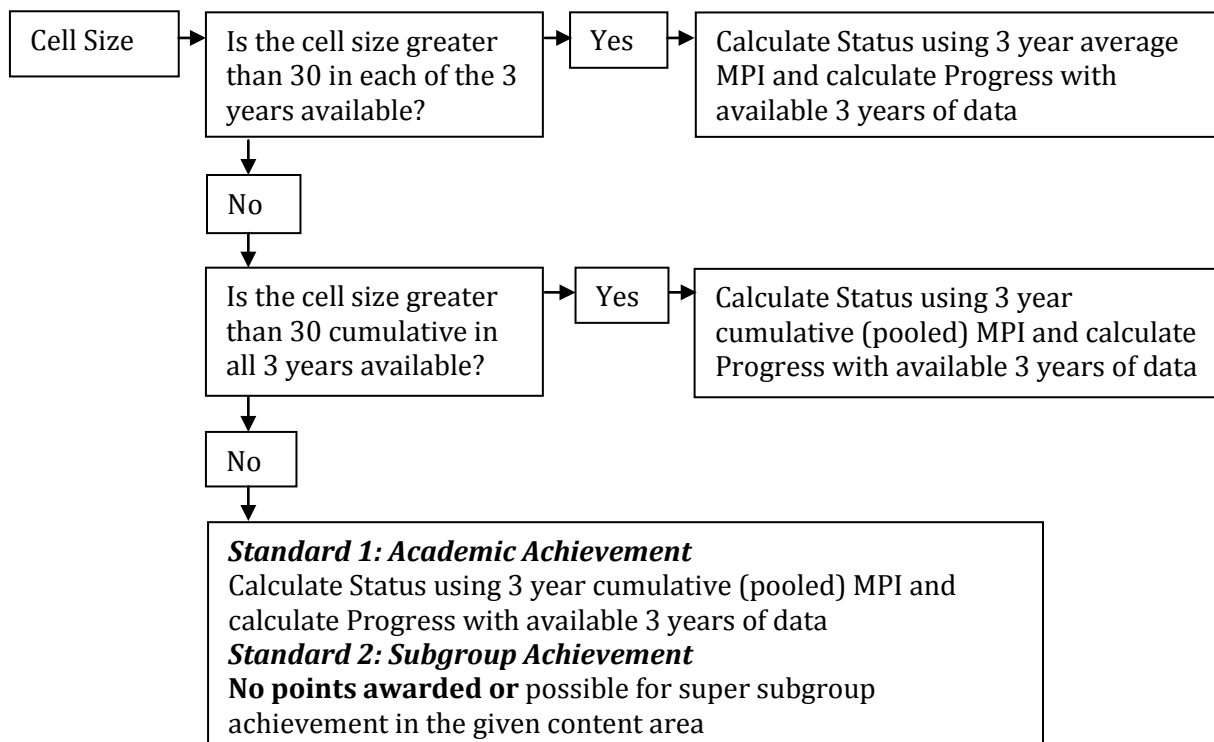 Cell Size
Is the cell size greater
than 30 in each of the 3
years available?
Yes
Calculate Status using 3 year average
MPI and calculate Progress with
available 3 years of data
No
Is the cell size greater
than 30 cumulative in
all 3 years available?
Yes
Calculate Status using 3 year
cumulative (pooled) MPI and calculate
Progress with available 3 years of data
No
Standard 1: Academic Achievement
Calculate Status using 3 year cumulative (pooled) MPI and
calculate Progress with available 3 years of data
Standard 2: Subgroup Achievement
No points awarded or possible for super subgroup
achievement in the given content area